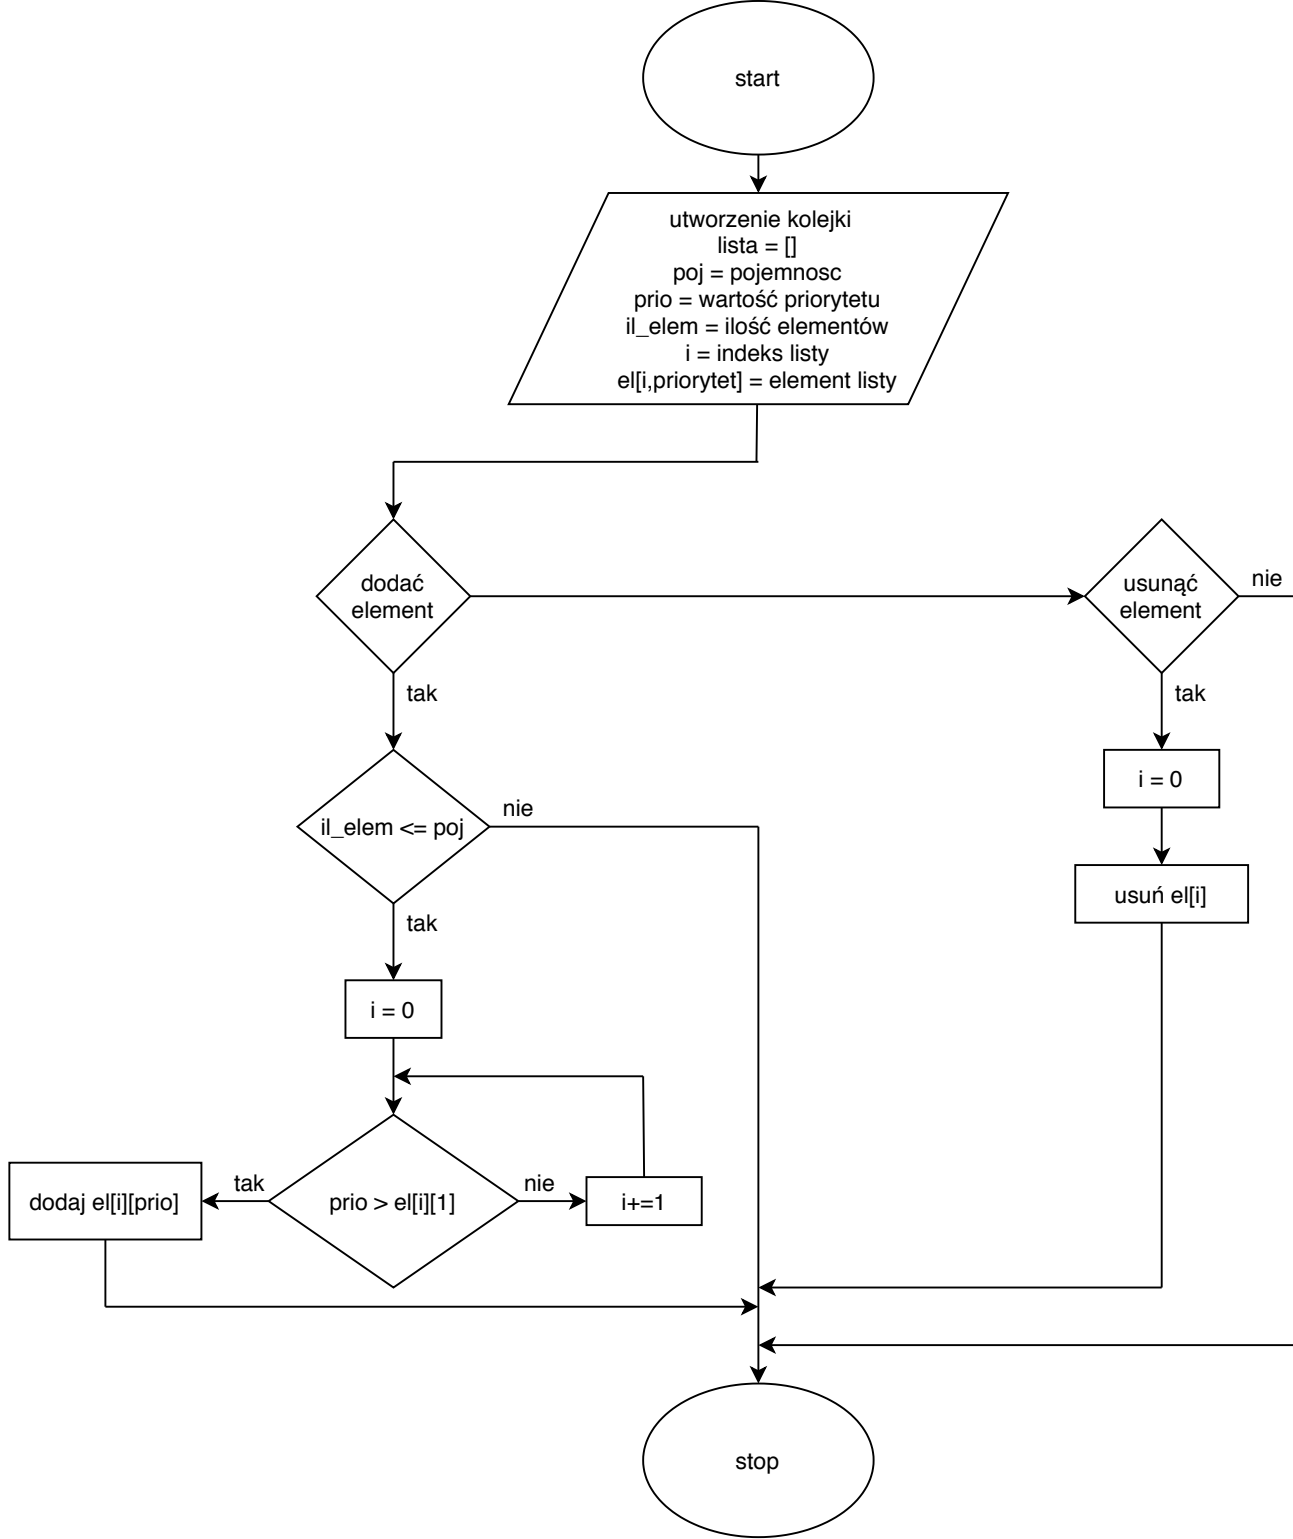 start
utworzenie kolejki
lista = []
poj = pojemnosc
prio = wartość priorytetu
il_elem = ilość elementów
i = indeks listy
el[i,priorytet] = element listy
dodać
element
usunąć
element
nie
tak
tak
il_elem <= poj
nie
i = 0
usuń el[i]
tak
i = 0
dodaj el[i][prio]
tak
prio > el[i][1]
nie
i+=1
stop